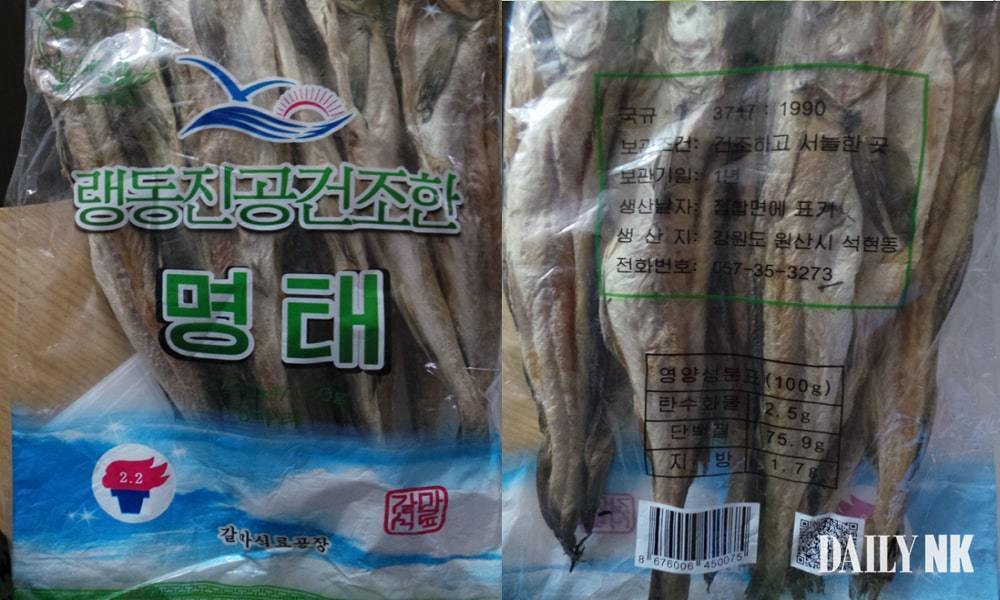 랭동진공건조한
명태
2.2
갈마식료공장
국규 3747 : 1990
보관조건: 건조하고 서늘한 곳
보관기일: 1년
생산날자: 접합면에 표기
생 산 지: 강원도 원산시 석현동
전화번호: 057-35-3273
영양성분표(100g)
탄수화물 2.5g
단백질 75.9g
지 방 1.7g
8 676006 450075
DAILY NK